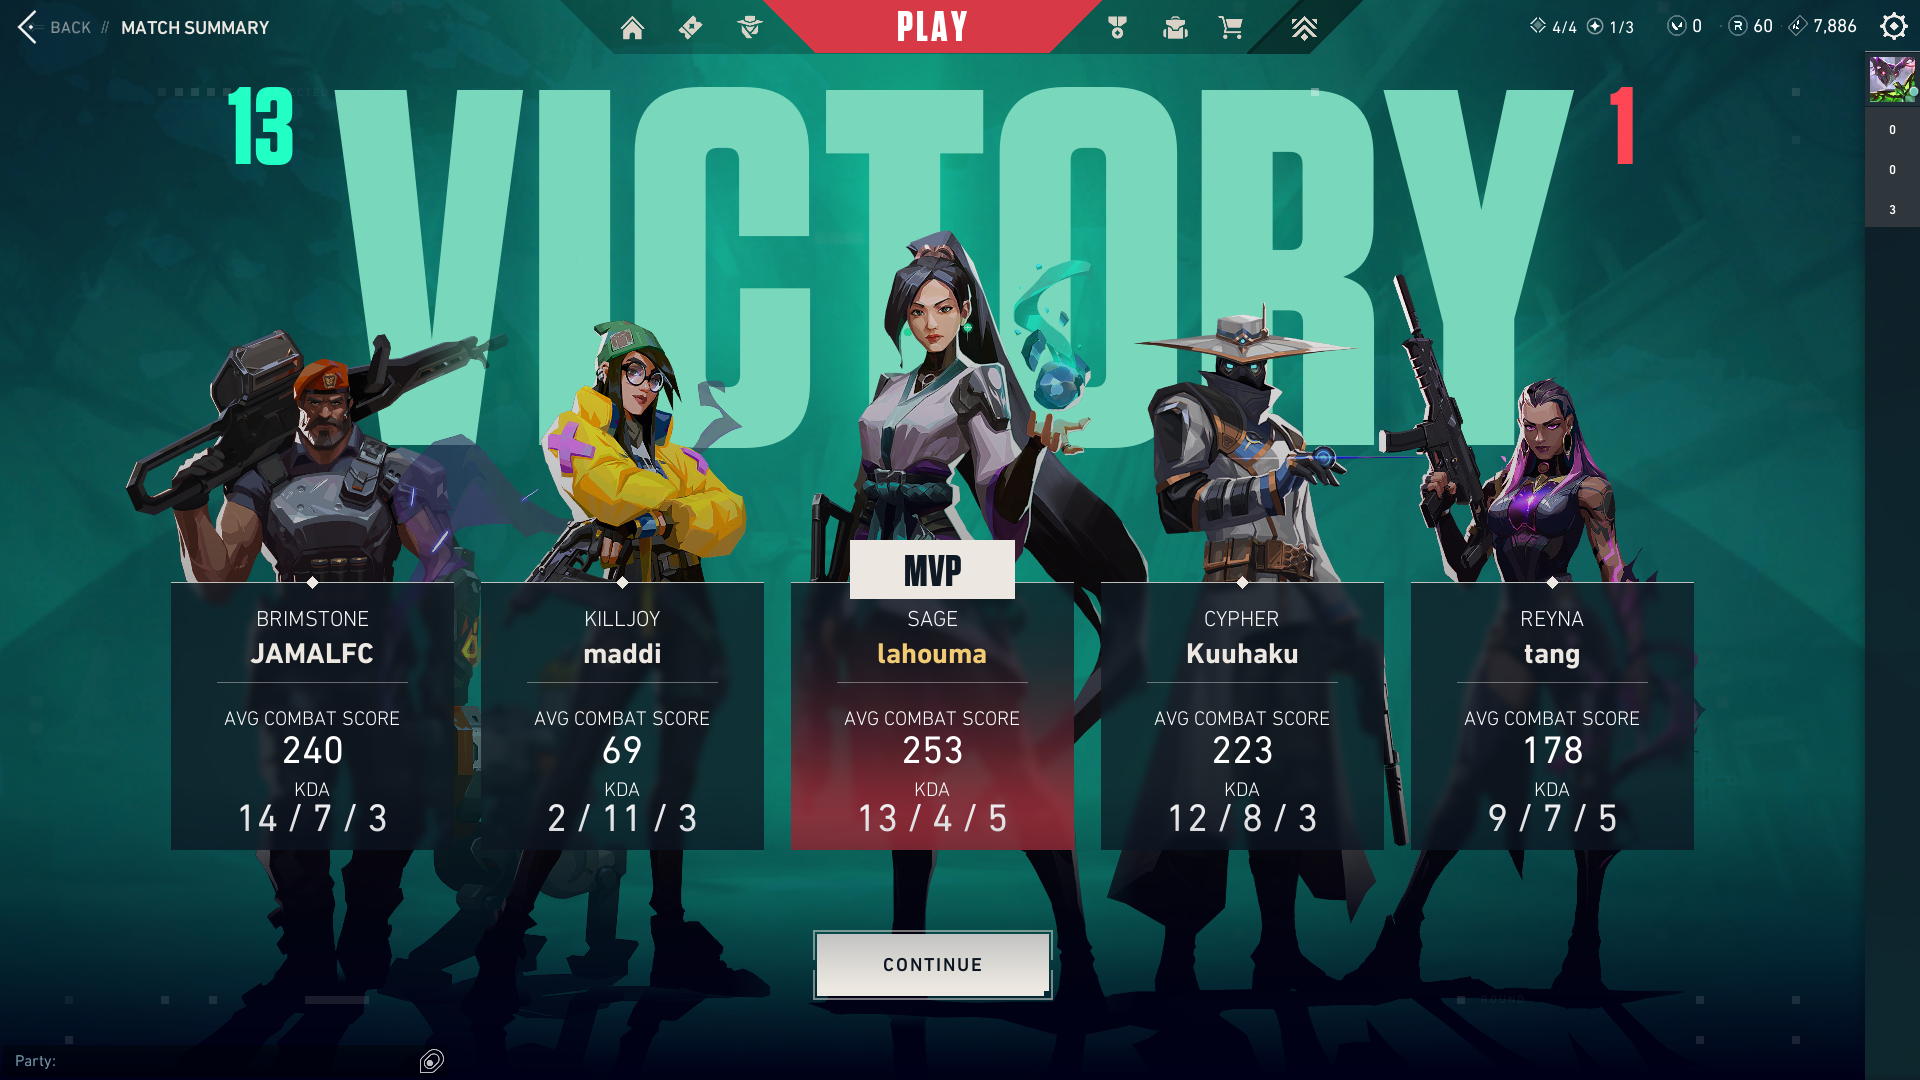 BACK // MATCH SUMMARY
PLAY
4/4 1/3 0 60 7,886
13 VICTORY 1
0
0
3
MVP
BRIMSTONE
JAMALFC
AVG COMBAT SCORE
240
KDA
14 / 7 / 3
KILLJOY
maddi
AVG COMBAT SCORE
69
KDA
2 / 11 / 3
SAGE
lahouma
AVG COMBAT SCORE
253
KDA
13 / 4 / 5
CYPHER
Kuuhaku
AVG COMBAT SCORE
223
KDA
12 / 8 / 3
REYNA
tang
AVG COMBAT SCORE
178
KDA
9 / 7 / 5
CONTINUE
ROUND
Party: